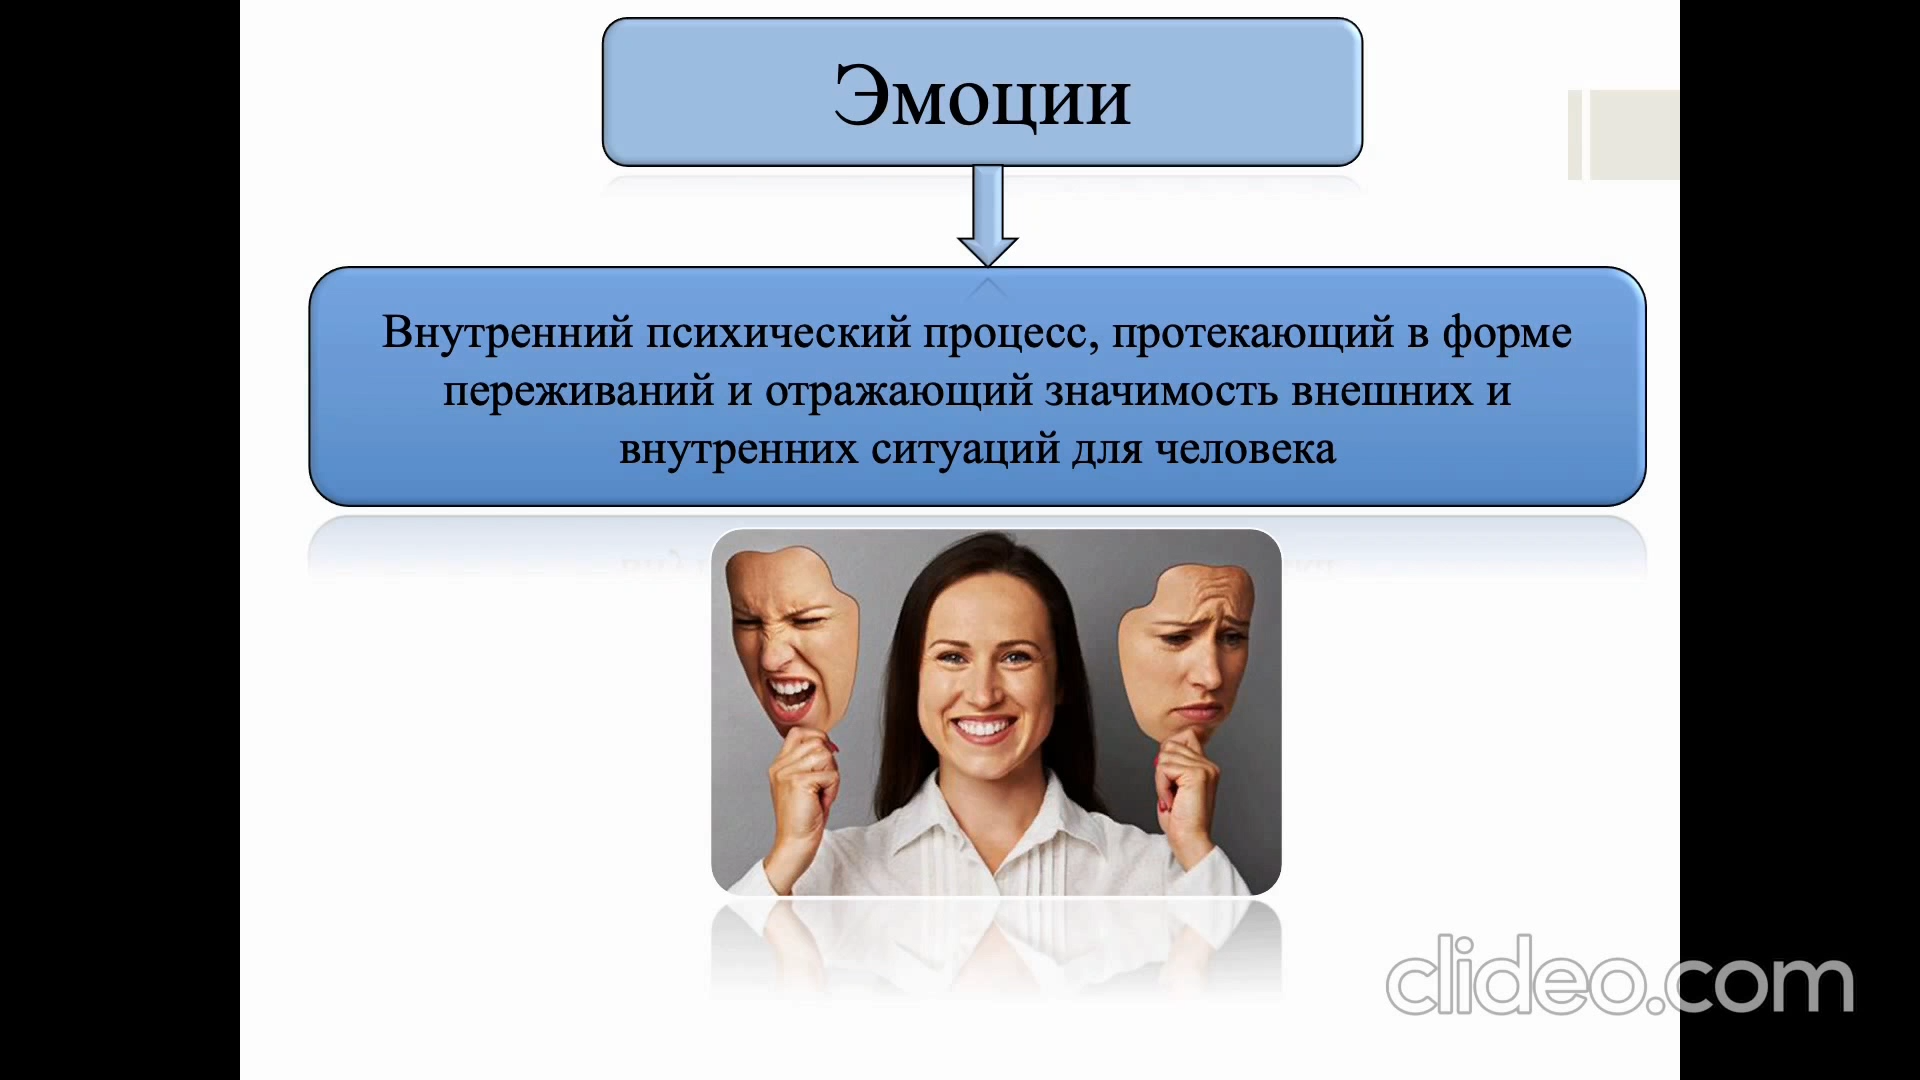 Эмоции
Внутренний психический процесс, протекающий в форме
переживаний и отражающий значимость внешних и
внутренних ситуаций для человека
clideo.com